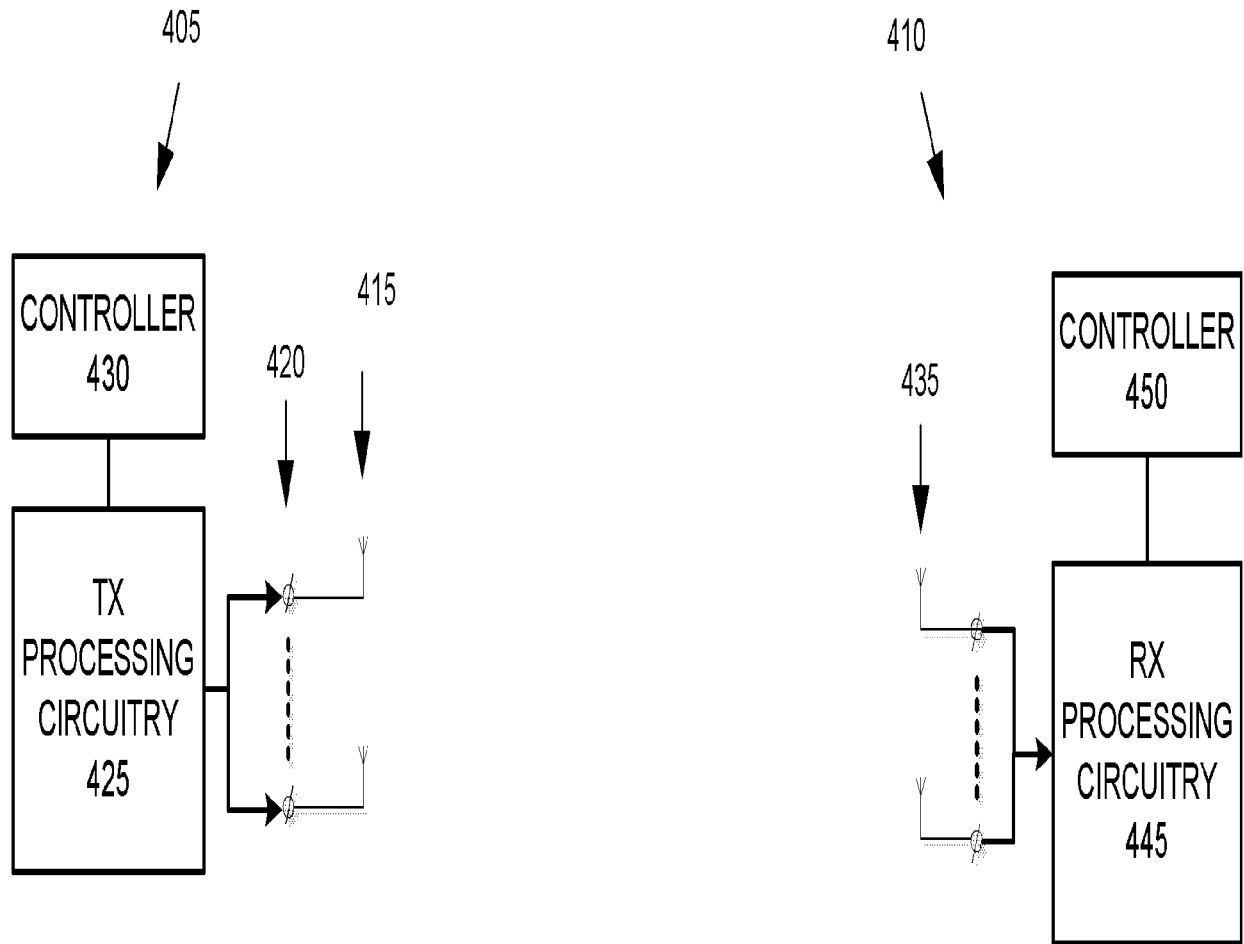 405
410
CONTROLLER
430
415
420
CONTROLLER
450
435
TX
PROCESSING
CIRCUITRY
425
RX
PROCESSING
CIRCUITRY
445